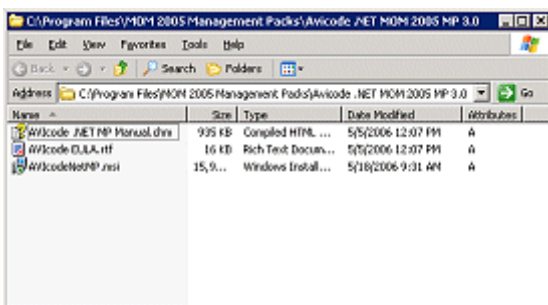 C:\Program Files\MOM 2005 Management Packs\Avicode .NET MOM 2005 MP 3.0
File Edit View Favorites Tools Help
Back Search Folders
Address C:\Program Files\MOM 2005 Management Packs\Avicode .NET MOM 2005 MP 3.0 Go
Name Size Type Date Modified Attributes
AVIcode .NET MP Manual.chm 935 KB Compiled HTML ... 5/5/2006 12:07 PM A
AVIcode EULA.rtf 16 KB Rich Text Docum... 5/5/2006 12:07 PM A
AVIcodeNetMP.msi 15,9... Windows Install... 5/18/2006 9:31 AM A